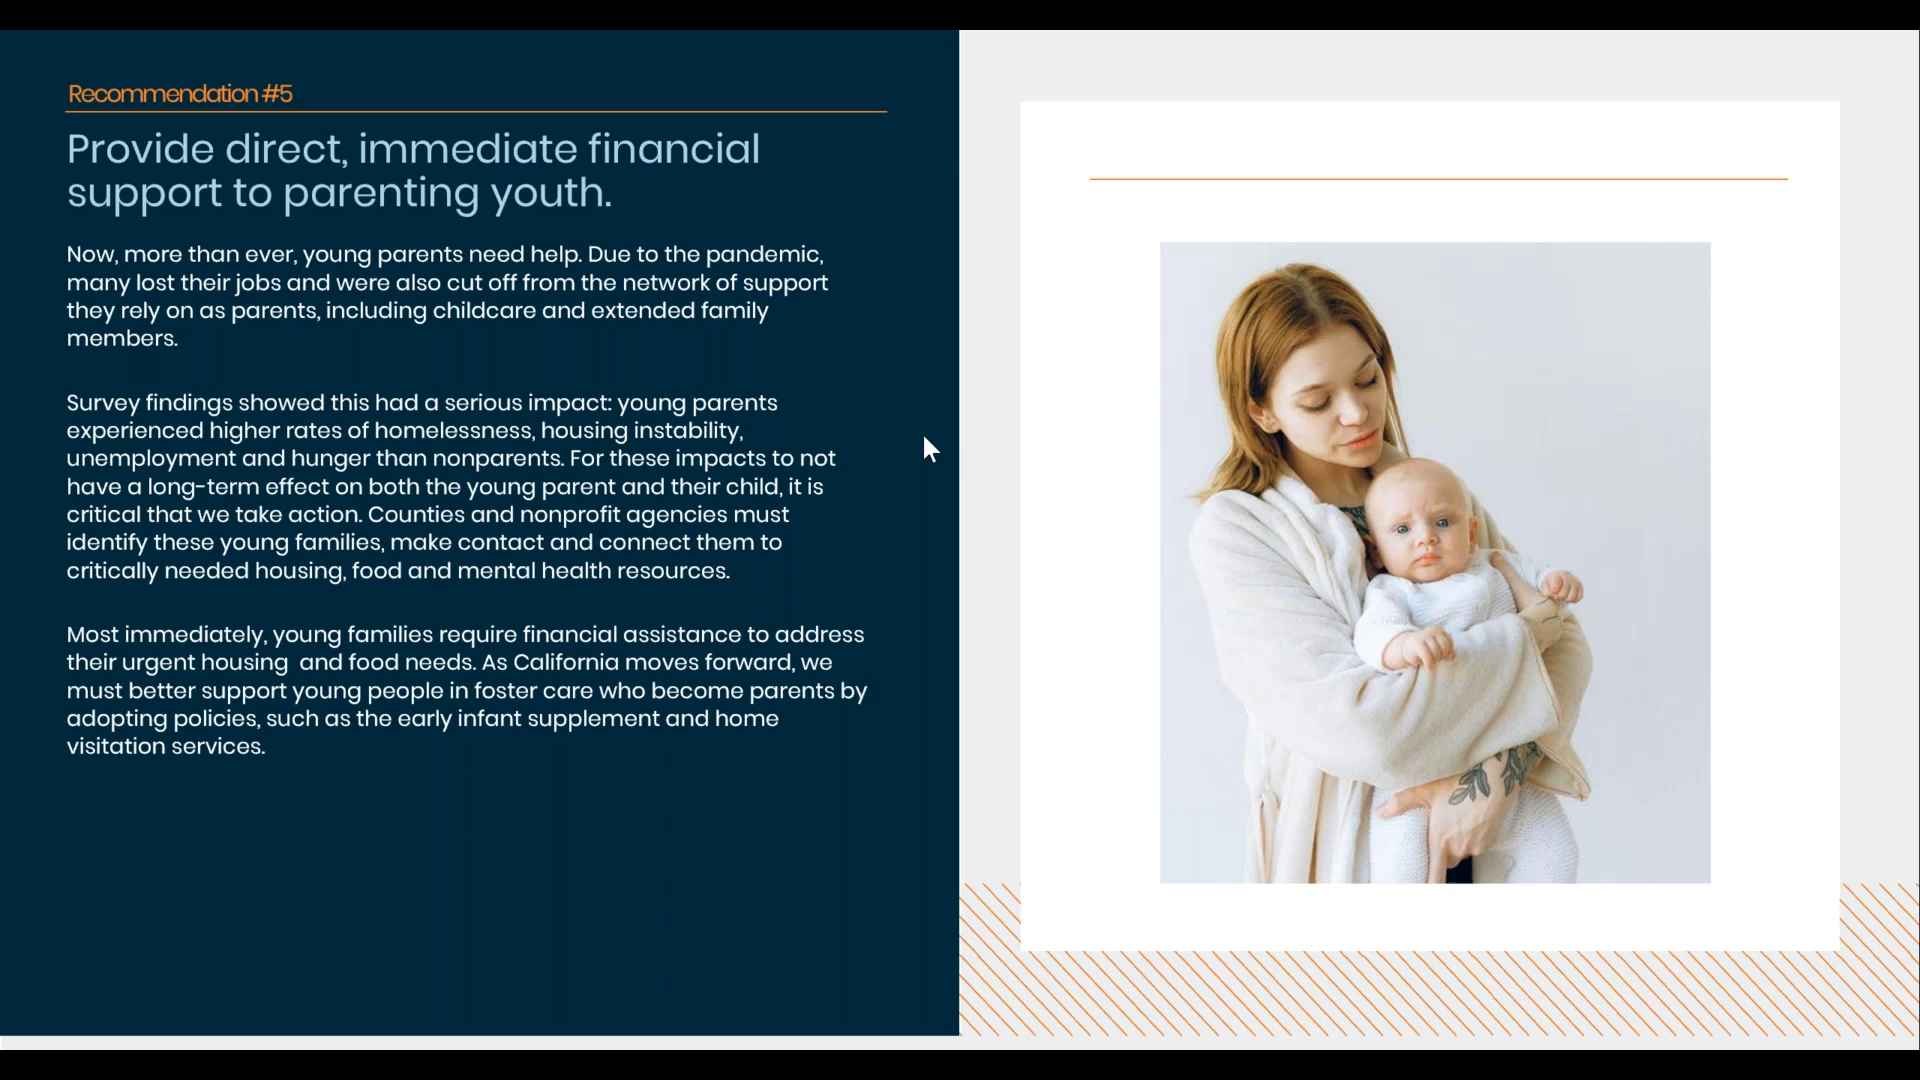 Recommendation #5
Provide direct, immediate financial
support to parenting youth.
Now, more than ever, young parents need help. Due to the pandemic,
many lost their jobs and were also cut off from the network of support
they rely on as parents, including childcare and extended family
members.
Survey findings showed this had a serious impact: young parents
experienced higher rates of homelessness, housing instability,
unemployment and hunger than nonparents. For these impacts to not
have a long-term effect on both the young parent and their child, it is
critical that we take action. Counties and nonprofit agencies must
identify these young families, make contact and connect them to
critically needed housing, food and mental health resources.
Most immediately, young families require financial assistance to address
their urgent housing  and food needs. As California moves forward, we
must better support young people in foster care who become parents by
adopting policies, such as the early infant supplement and home
visitation services.